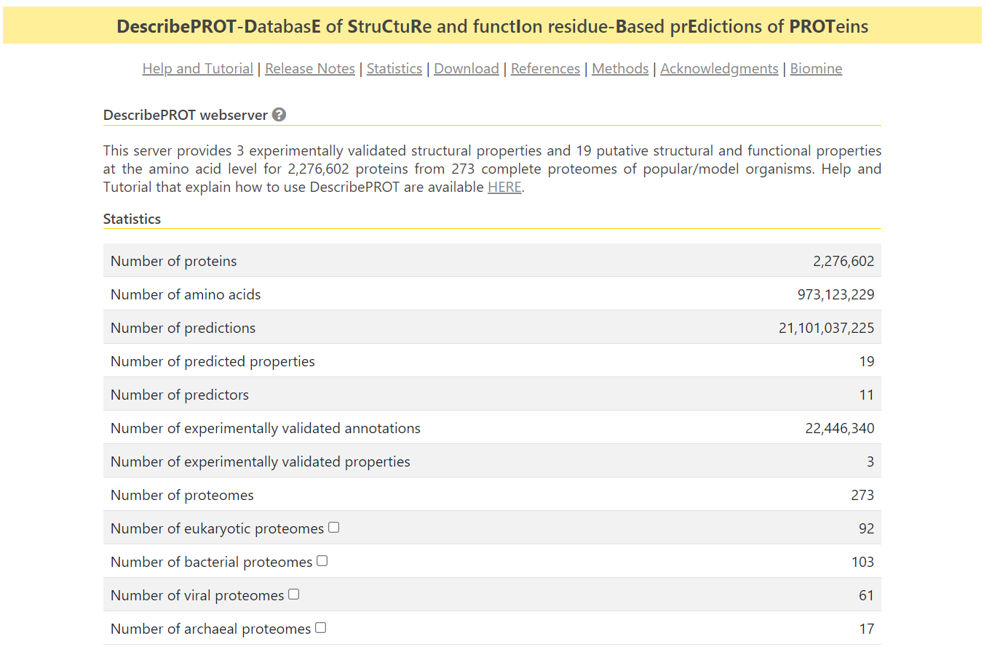 DescribePROT-DatabasE of StruCtuRe and functIon residue-Based prEdictions of PROTeins
Help and Tutorial | Release Notes | Statistics | Download | References | Methods | Acknowledgments | Biomine
DescribePROT webserver ?
This server provides 3 experimentally validated structural properties and 19 putative structural and functional properties
at the amino acid level for 2,276,602 proteins from 273 complete proteomes of popular/model organisms. Help and
Tutorial that explain how to use DescribePROT are available HERE.
Statistics
Number of proteins 2,276,602
Number of amino acids 973,123,229
Number of predictions 21,101,037,225
Number of predicted properties 19
Number of predictors 11
Number of experimentally validated annotations 22,446,340
Number of experimentally validated properties 3
Number of proteomes 273
Number of eukaryotic proteomes 92
Number of bacterial proteomes 103
Number of viral proteomes 61
Number of archaeal proteomes 17